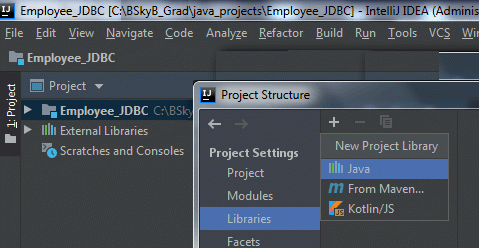 Employee_JDBC [C:\BSkyB_Grad\java_projects\Employee_JDBC] - IntelliJ IDEA (Adminis
File Edit View Navigate Code Analyze Refactor Build Run Tools VCS Win
Employee_JDBC
1: Project
Project
Employee_JDBC C:\BSky
External Libraries
Scratches and Consoles
Project Structure
Project Settings
Project
Modules
Libraries
Facets
New Project Library
Java
From Maven...
Kotlin/JS